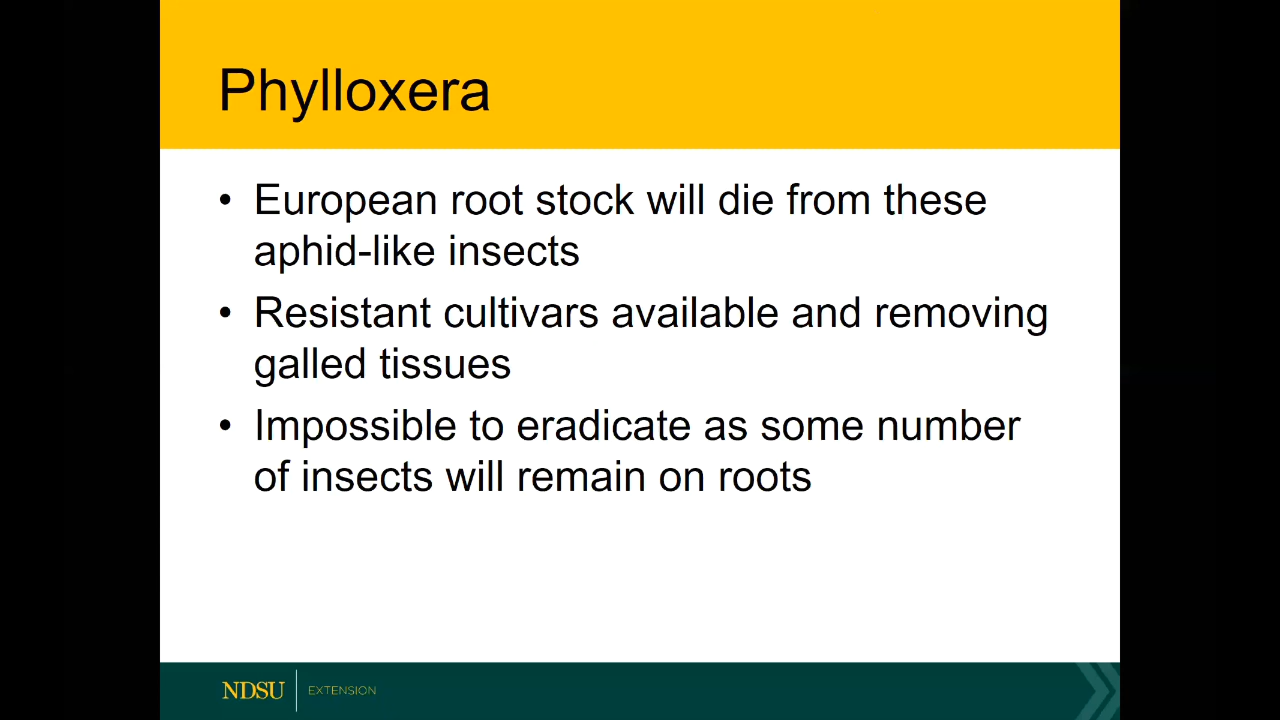 Phylloxera
• European root stock will die from these
aphid-like insects
• Resistant cultivars available and removing
galled tissues
• Impossible to eradicate as some number
of insects will remain on roots
NDSU EXTENSION